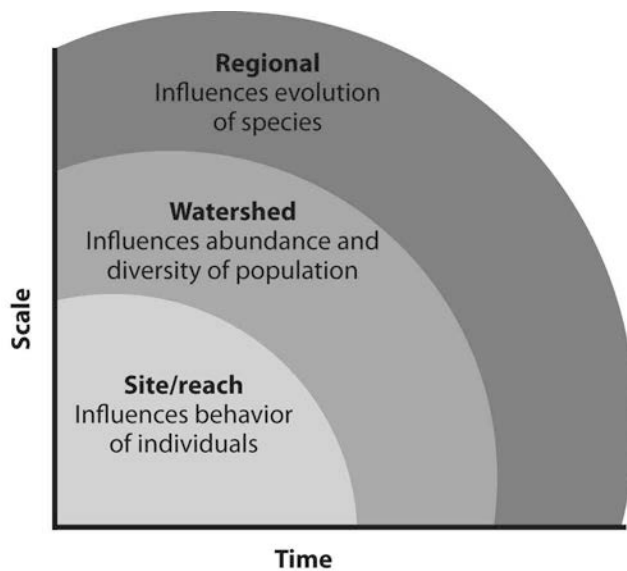 Regional
Influences evolution
of species
Watershed
Influences abundance and
diversity of population
Site/reach
Influences behavior
of individuals
Scale
Time